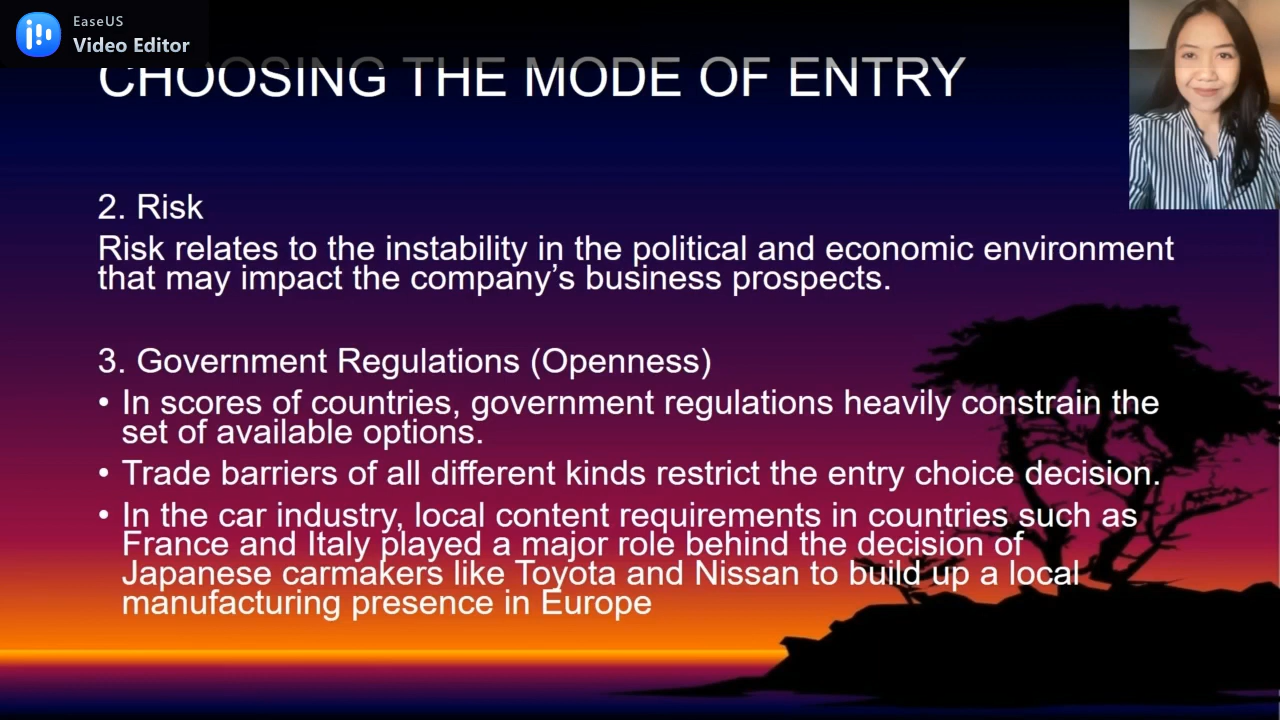 EaseUS
Video Editor
CHOOSING THE MODE OF ENTRY
2. Risk
Risk relates to the instability in the political and economic environment
that may impact the company’s business prospects.
3. Government Regulations (Openness)
• In scores of countries, government regulations heavily constrain the
set of available options.
• Trade barriers of all different kinds restrict the entry choice decision.
• In the car industry, local content requirements in countries such as
France and Italy played a major role behind the decision of
Japanese carmakers like Toyota and Nissan to build up a local
manufacturing presence in Europe